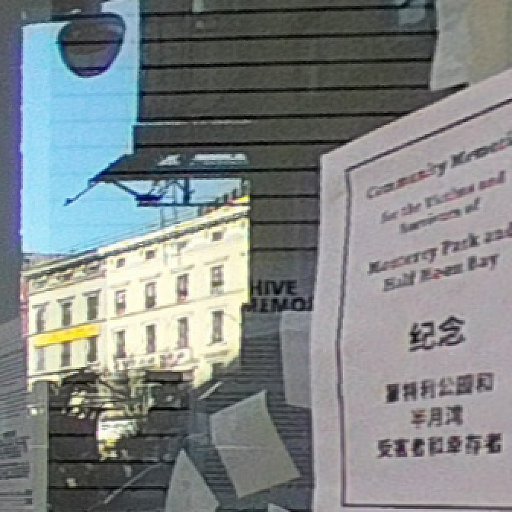 Community Memorial
for the Victims and
Survivors of
Monterey Park and
Half Moon Bay
纪念
蒙特利公园和
半月湾
受害者和幸存者
HIVE
MEMO